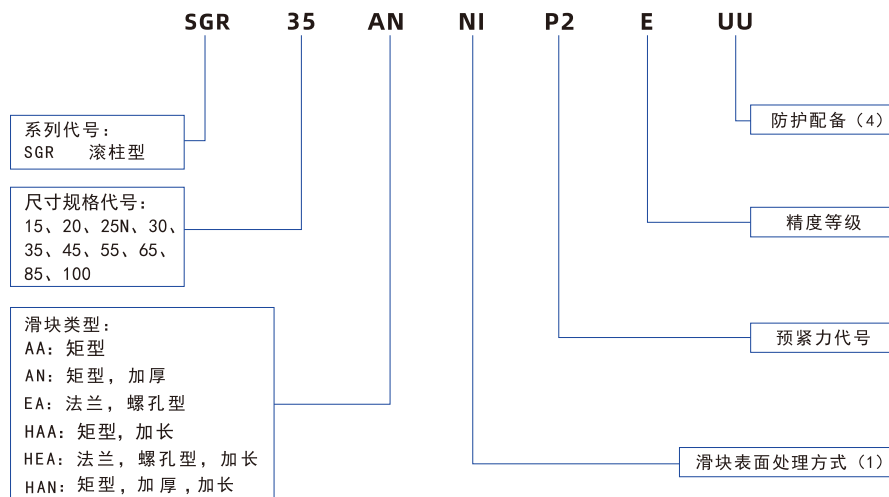 SGR 35 AN NI P2 E UU
系列代号：
SGR 滚柱型
尺寸规格代号：
15、20、25N、30、
35、45、55、65、
85、100
滑块类型：
AA：矩型
AN：矩型，加厚
EA：法兰，螺孔型
HAA：矩型，加长
HEA：法兰，螺孔型，加长
HAN：矩型，加厚，加长
防护配备（4）
精度等级
预紧力代号
滑块表面处理方式（1）